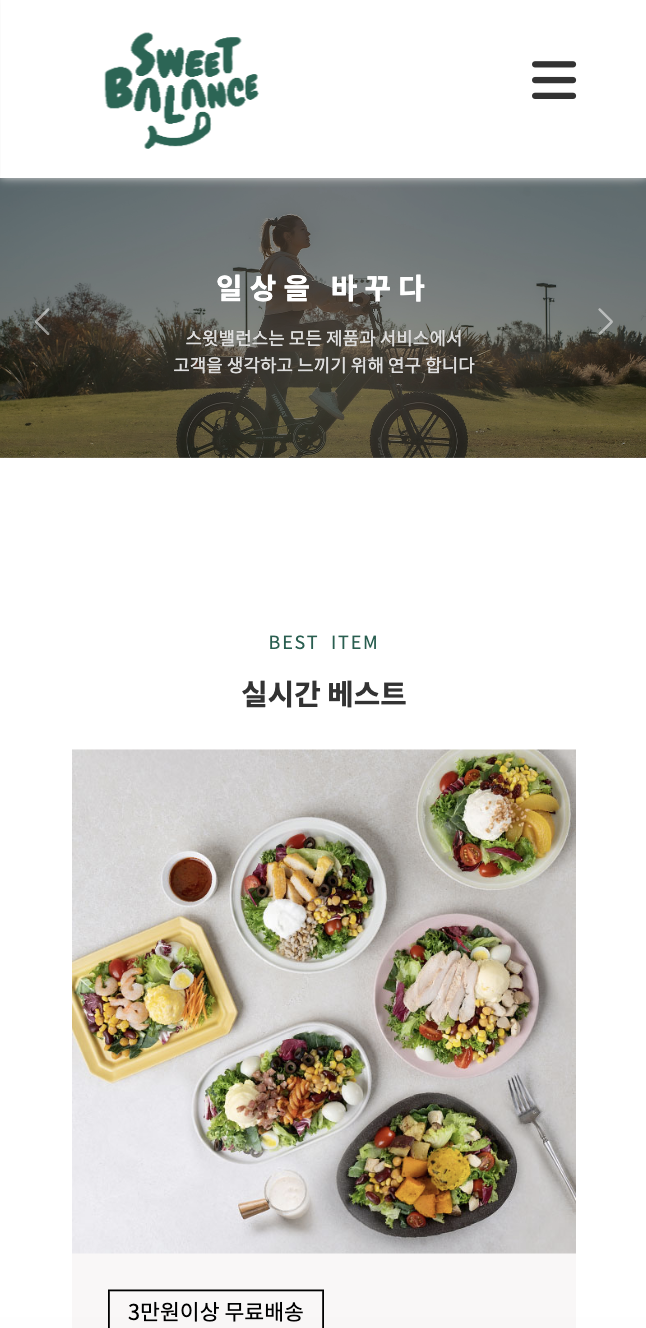 SWEET
BALANCE
일상을 바꾸다
스윗밸런스는 모든 제품과 서비스에서
고객을 생각하고 느끼기 위해 연구 합니다
BEST ITEM
실시간 베스트
3만원이상 무료배송